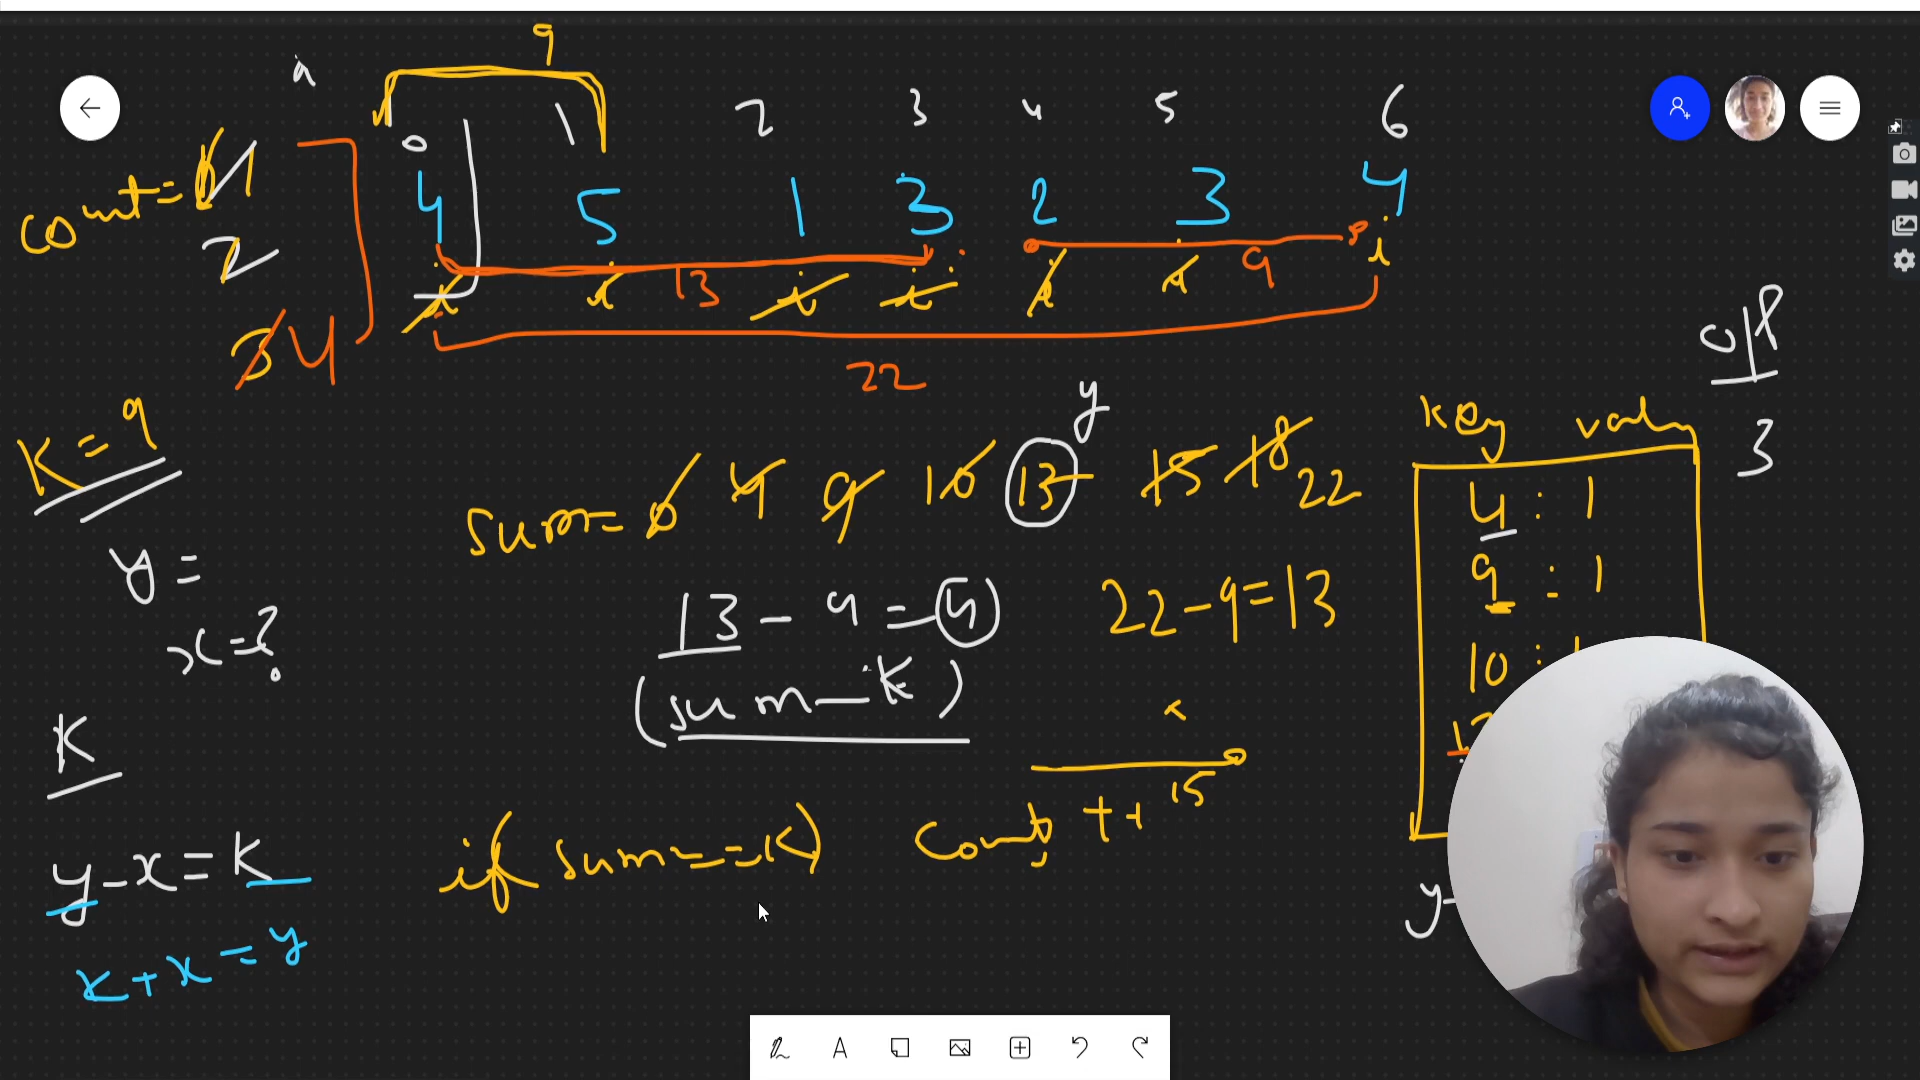 9
a
0 1 2 3 4 5 6
4 5 1 3 2 3 4
count = 0 1
2
3 4
i i i i i i i
13 9
22
o/p
3
K = 9
y
sum = 0 4 9 10 13 15 18 22
key value
4 : 1
9 : 1
10 : 1
y =
x = ?
13 - 9 = 4
22 - 9 = 13
(sum - K)
x
15
K
y - x = K
K + x = y
if sum == K) count ++
y-
A